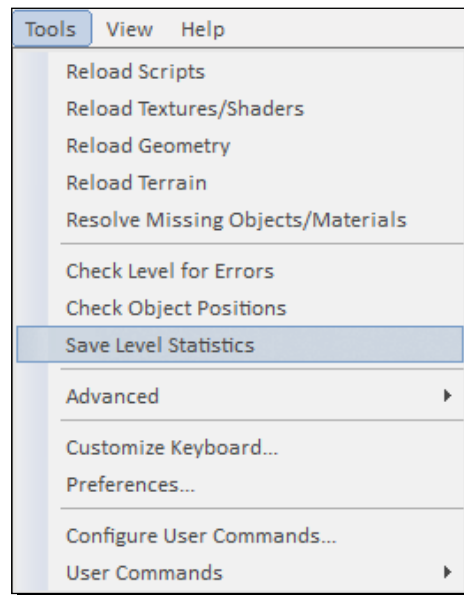 Tools View Help
Reload Scripts
Reload Textures/Shaders
Reload Geometry
Reload Terrain
Resolve Missing Objects/Materials
Check Level for Errors
Check Object Positions
Save Level Statistics
Advanced
Customize Keyboard...
Preferences...
Configure User Commands...
User Commands